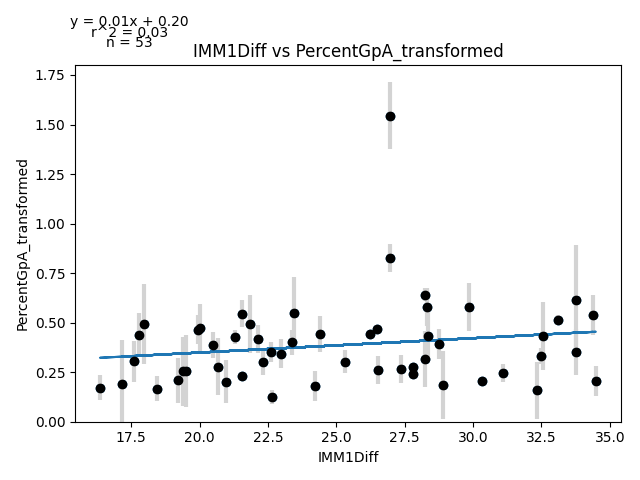 y = 0.01x + 0.20
r^2 = 0.03
n = 53
IMM1Diff vs PercentGpA_transformed
1.75
1.50
1.25
1.00
0.75
0.50
0.25
0.00
PercentGpA_transformed
17.5 20.0 22.5 25.0 27.5 30.0 32.5 35.0
IMM1Diff